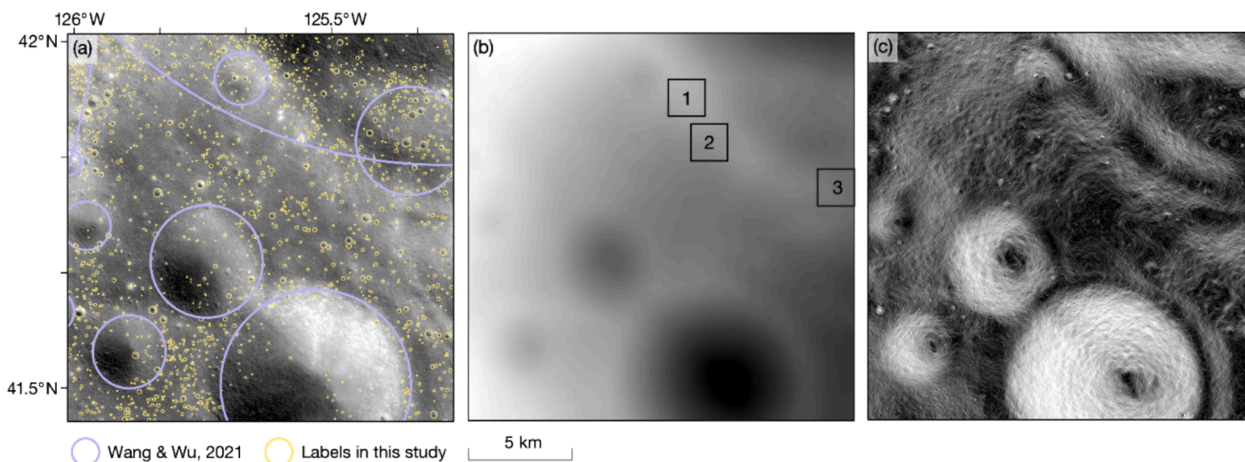 126°W 125.5°W
42°N
(a)
(b)
(c)
1
2
3
41.5°N
Wang & Wu, 2021
Labels in this study
5 km